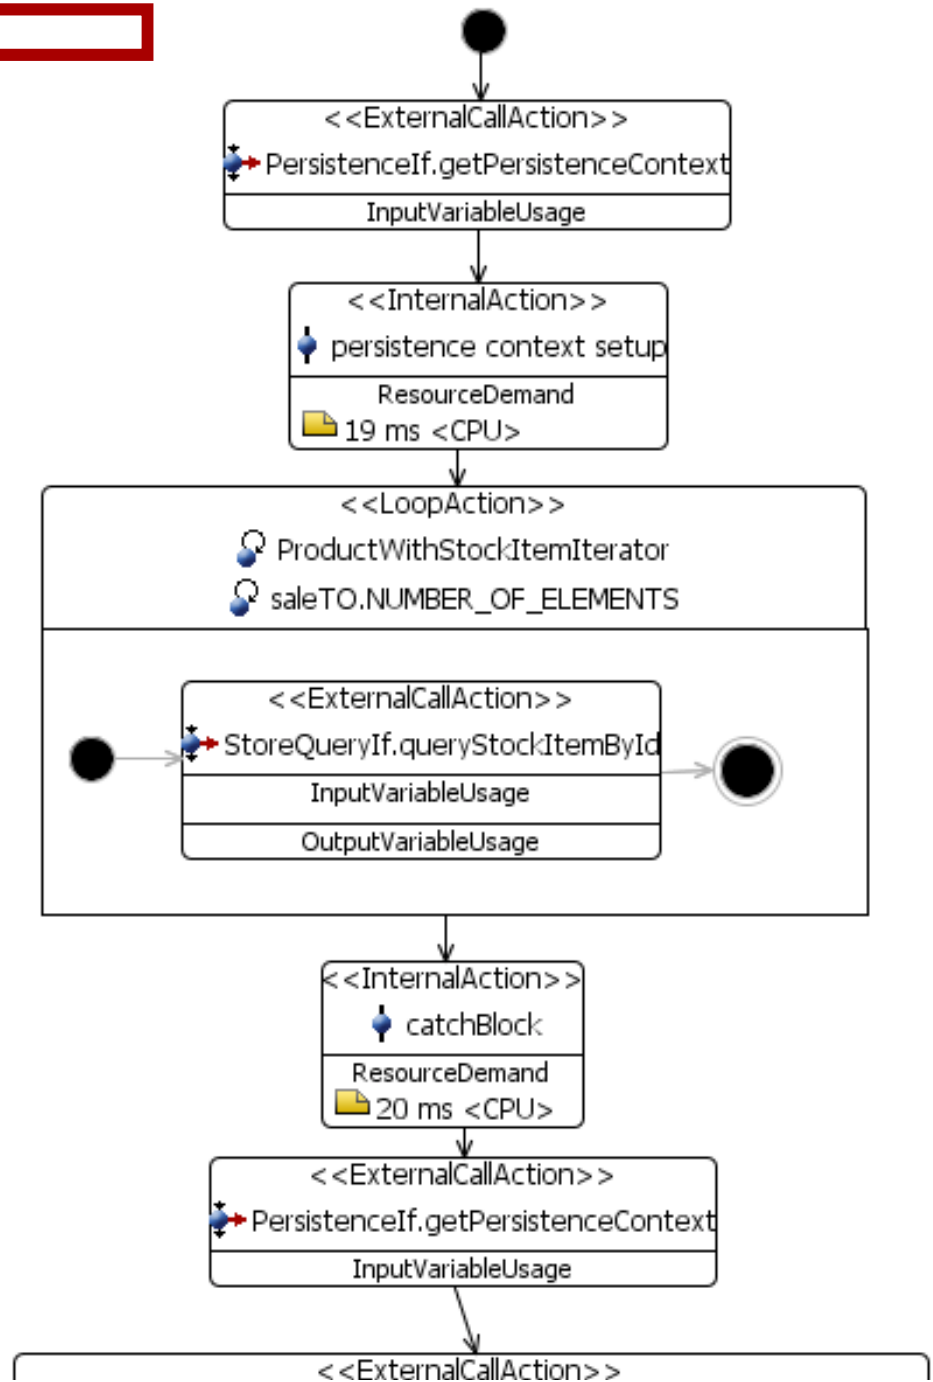 <<ExternalCallAction>>
PersistenceIf.getPersistenceContext
InputVariableUsage
<<InternalAction>>
persistence context setup
ResourceDemand
19 ms <CPU>
<<LoopAction>>
ProductWithStockItemIterator
saleTO.NUMBER_OF_ELEMENTS
<<ExternalCallAction>>
StoreQueryIf.queryStockItemById
InputVariableUsage
OutputVariableUsage
<<InternalAction>>
catchBlock
ResourceDemand
20 ms <CPU>
<<ExternalCallAction>>
PersistenceIf.getPersistenceContext
InputVariableUsage
<<ExternalCallAction>>